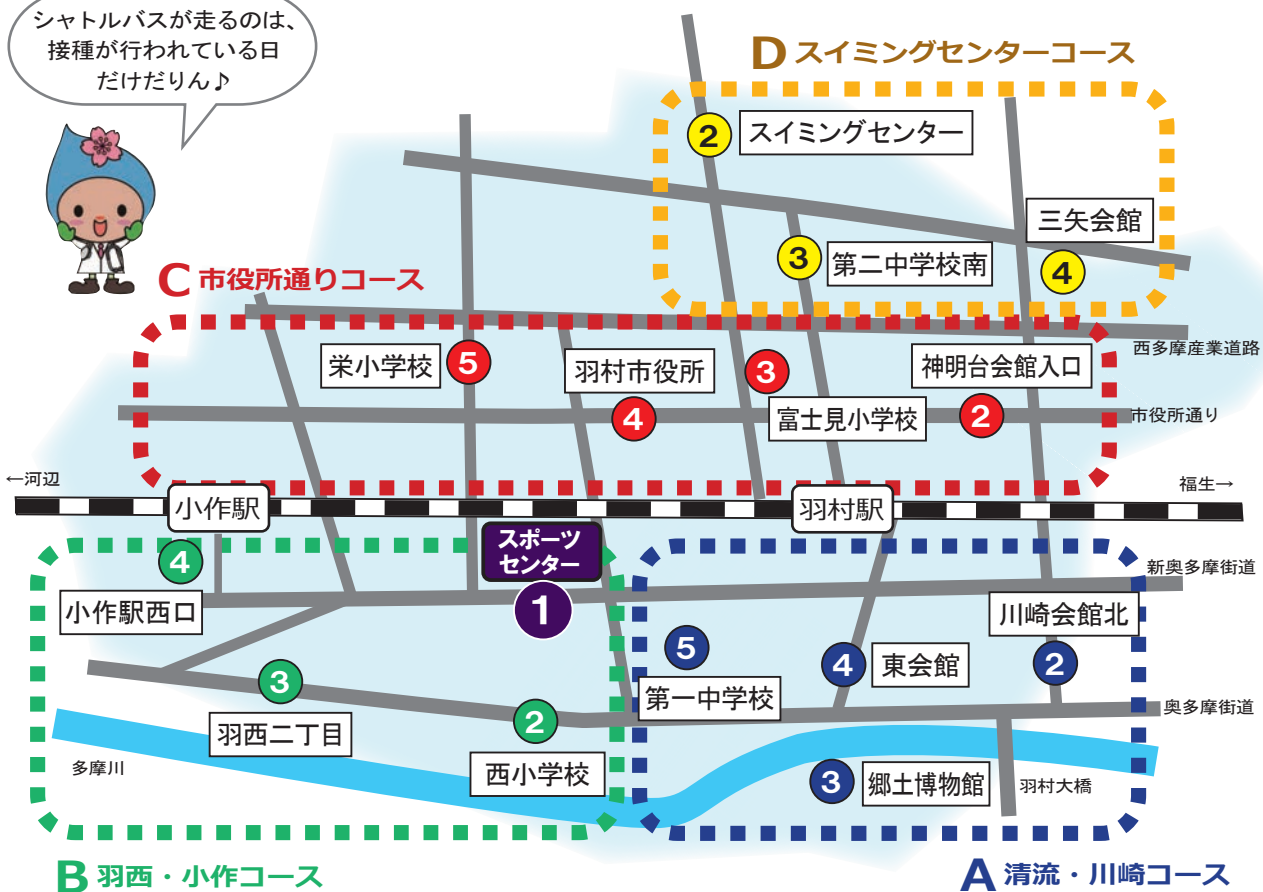 シャトルバスが走るのは、
接種が行われている日
だけだりん♪
D スイミングセンターコース
2 スイミングセンター
三矢会館
3 第二中学校南
4
C 市役所通りコース
西多摩産業道路
栄小学校 5
羽村市役所
3
神明台会館入口
4
富士見小学校
2
市役所通り
←河辺
福生→
小作駅
羽村駅
スポーツ
センター
1
4
小作駅西口
新奥多摩街道
川崎会館北
5
第一中学校
4 東会館
2
3
羽西二丁目
2
西小学校
奥多摩街道
多摩川
3 郷土博物館
羽村大橋
B 羽西・小作コース
A 清流・川崎コース